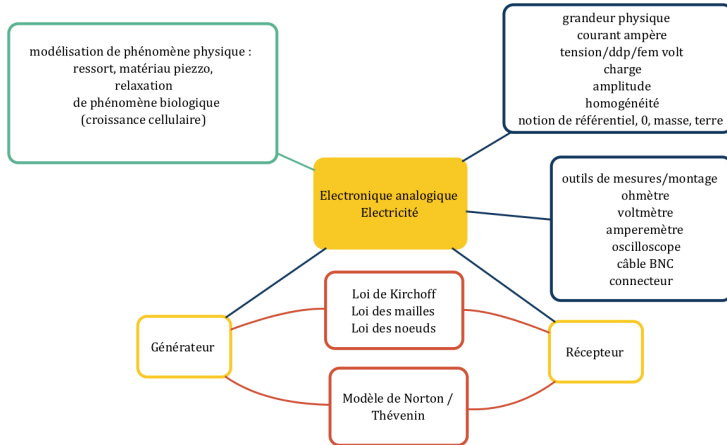 modélisation de phénomène physique :
ressort, matériau piezzo,
relaxation
de phénomène biologique
(croissance cellulaire)
grandeur physique
courant ampère
tension/ddp/fem volt
charge
amplitude
homogénéité
notion de référentiel, 0, masse, terre
Electronique analogique
Electricité
outils de mesures/montage
ohmètre
voltmètre
amperemètre
oscilloscope
câble BNC
connecteur
Générateur
Loi de Kirchoff
Loi des mailles
Loi des noeuds
Récepteur
Modèle de Norton /
Thévenin